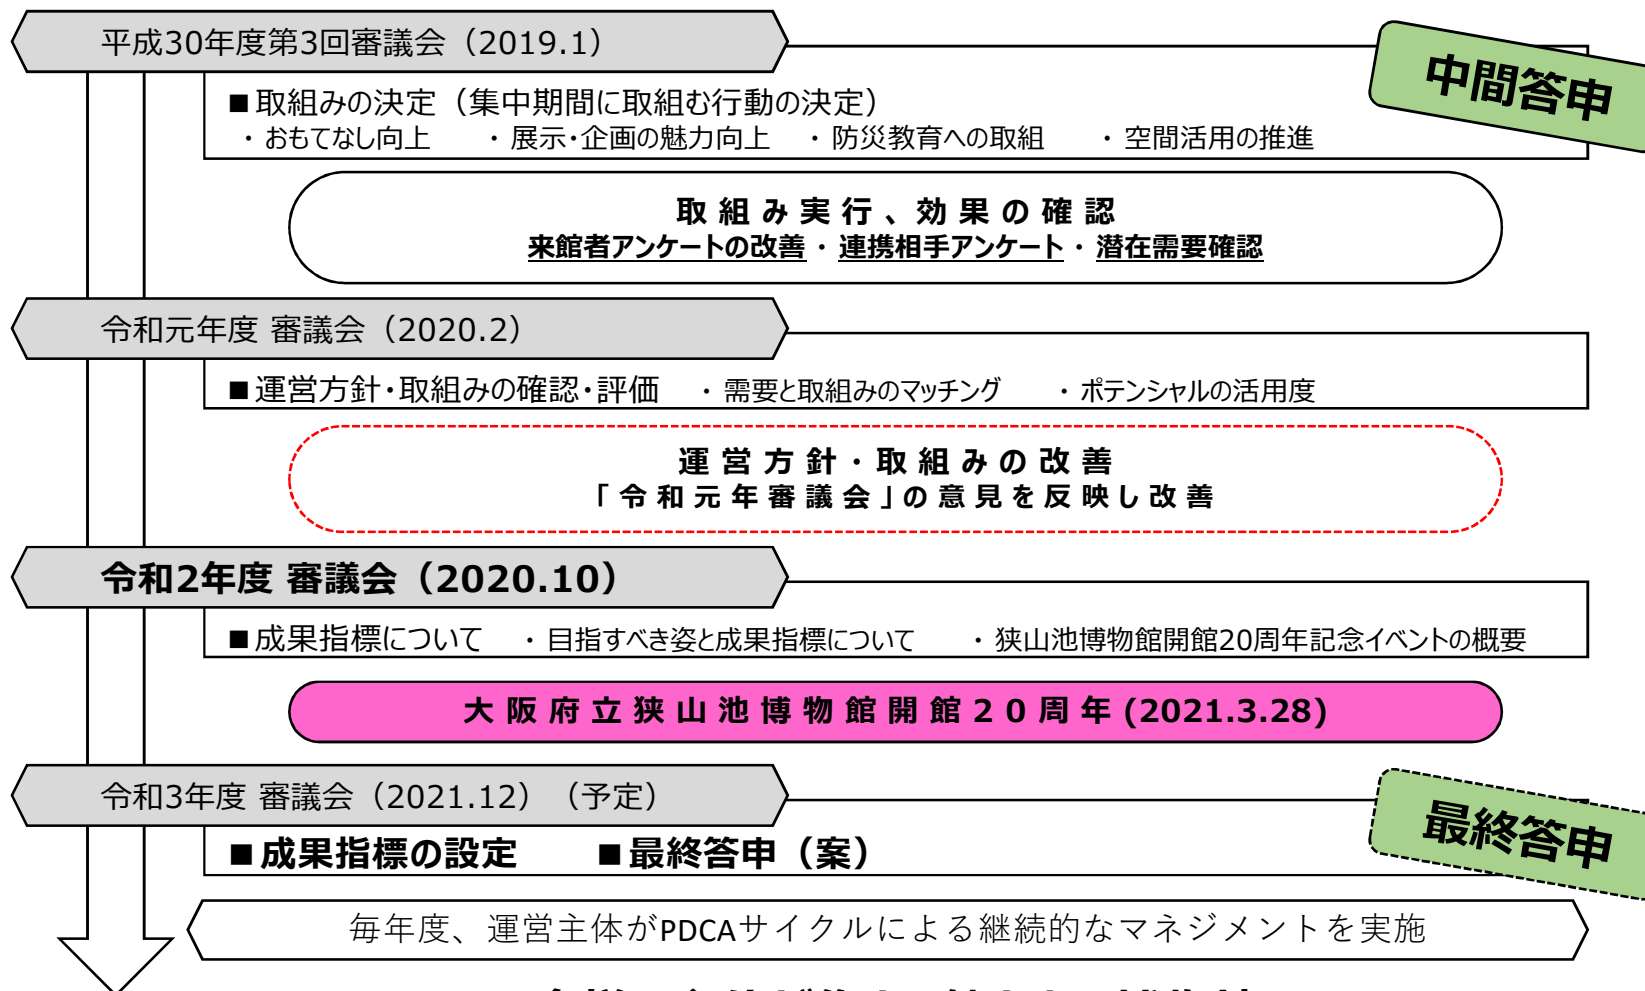 平成30年度第3回審議会（2019.1）
中間答申
■取組みの決定（集中期間に取組む行動の決定）
・おもてなし向上　・展示･企画の魅力向上　・防災教育への取組　・空間活用の推進
取組み実行、効果の確認
来館者アンケートの改善・連携相手アンケート・潜在需要確認
令和元年度 審議会（2020.2）
■運営方針･取組みの確認･評価　・需要と取組みのマッチング　・ポテンシャルの活用度
運営方針・取組みの改善
「令和元年審議会」の意見を反映し改善
令和2年度 審議会（2020.10）
■成果指標について　・目指すべき姿と成果指標について　・狭山池博物館開館20周年記念イベントの概要
大阪府立狭山池博物館開館20周年(2021.3.28)
令和3年度 審議会（2021.12）（予定）
最終答申
■成果指標の設定　■最終答申（案）
毎年度、運営主体がPDCAサイクルによる継続的なマネジメントを実施